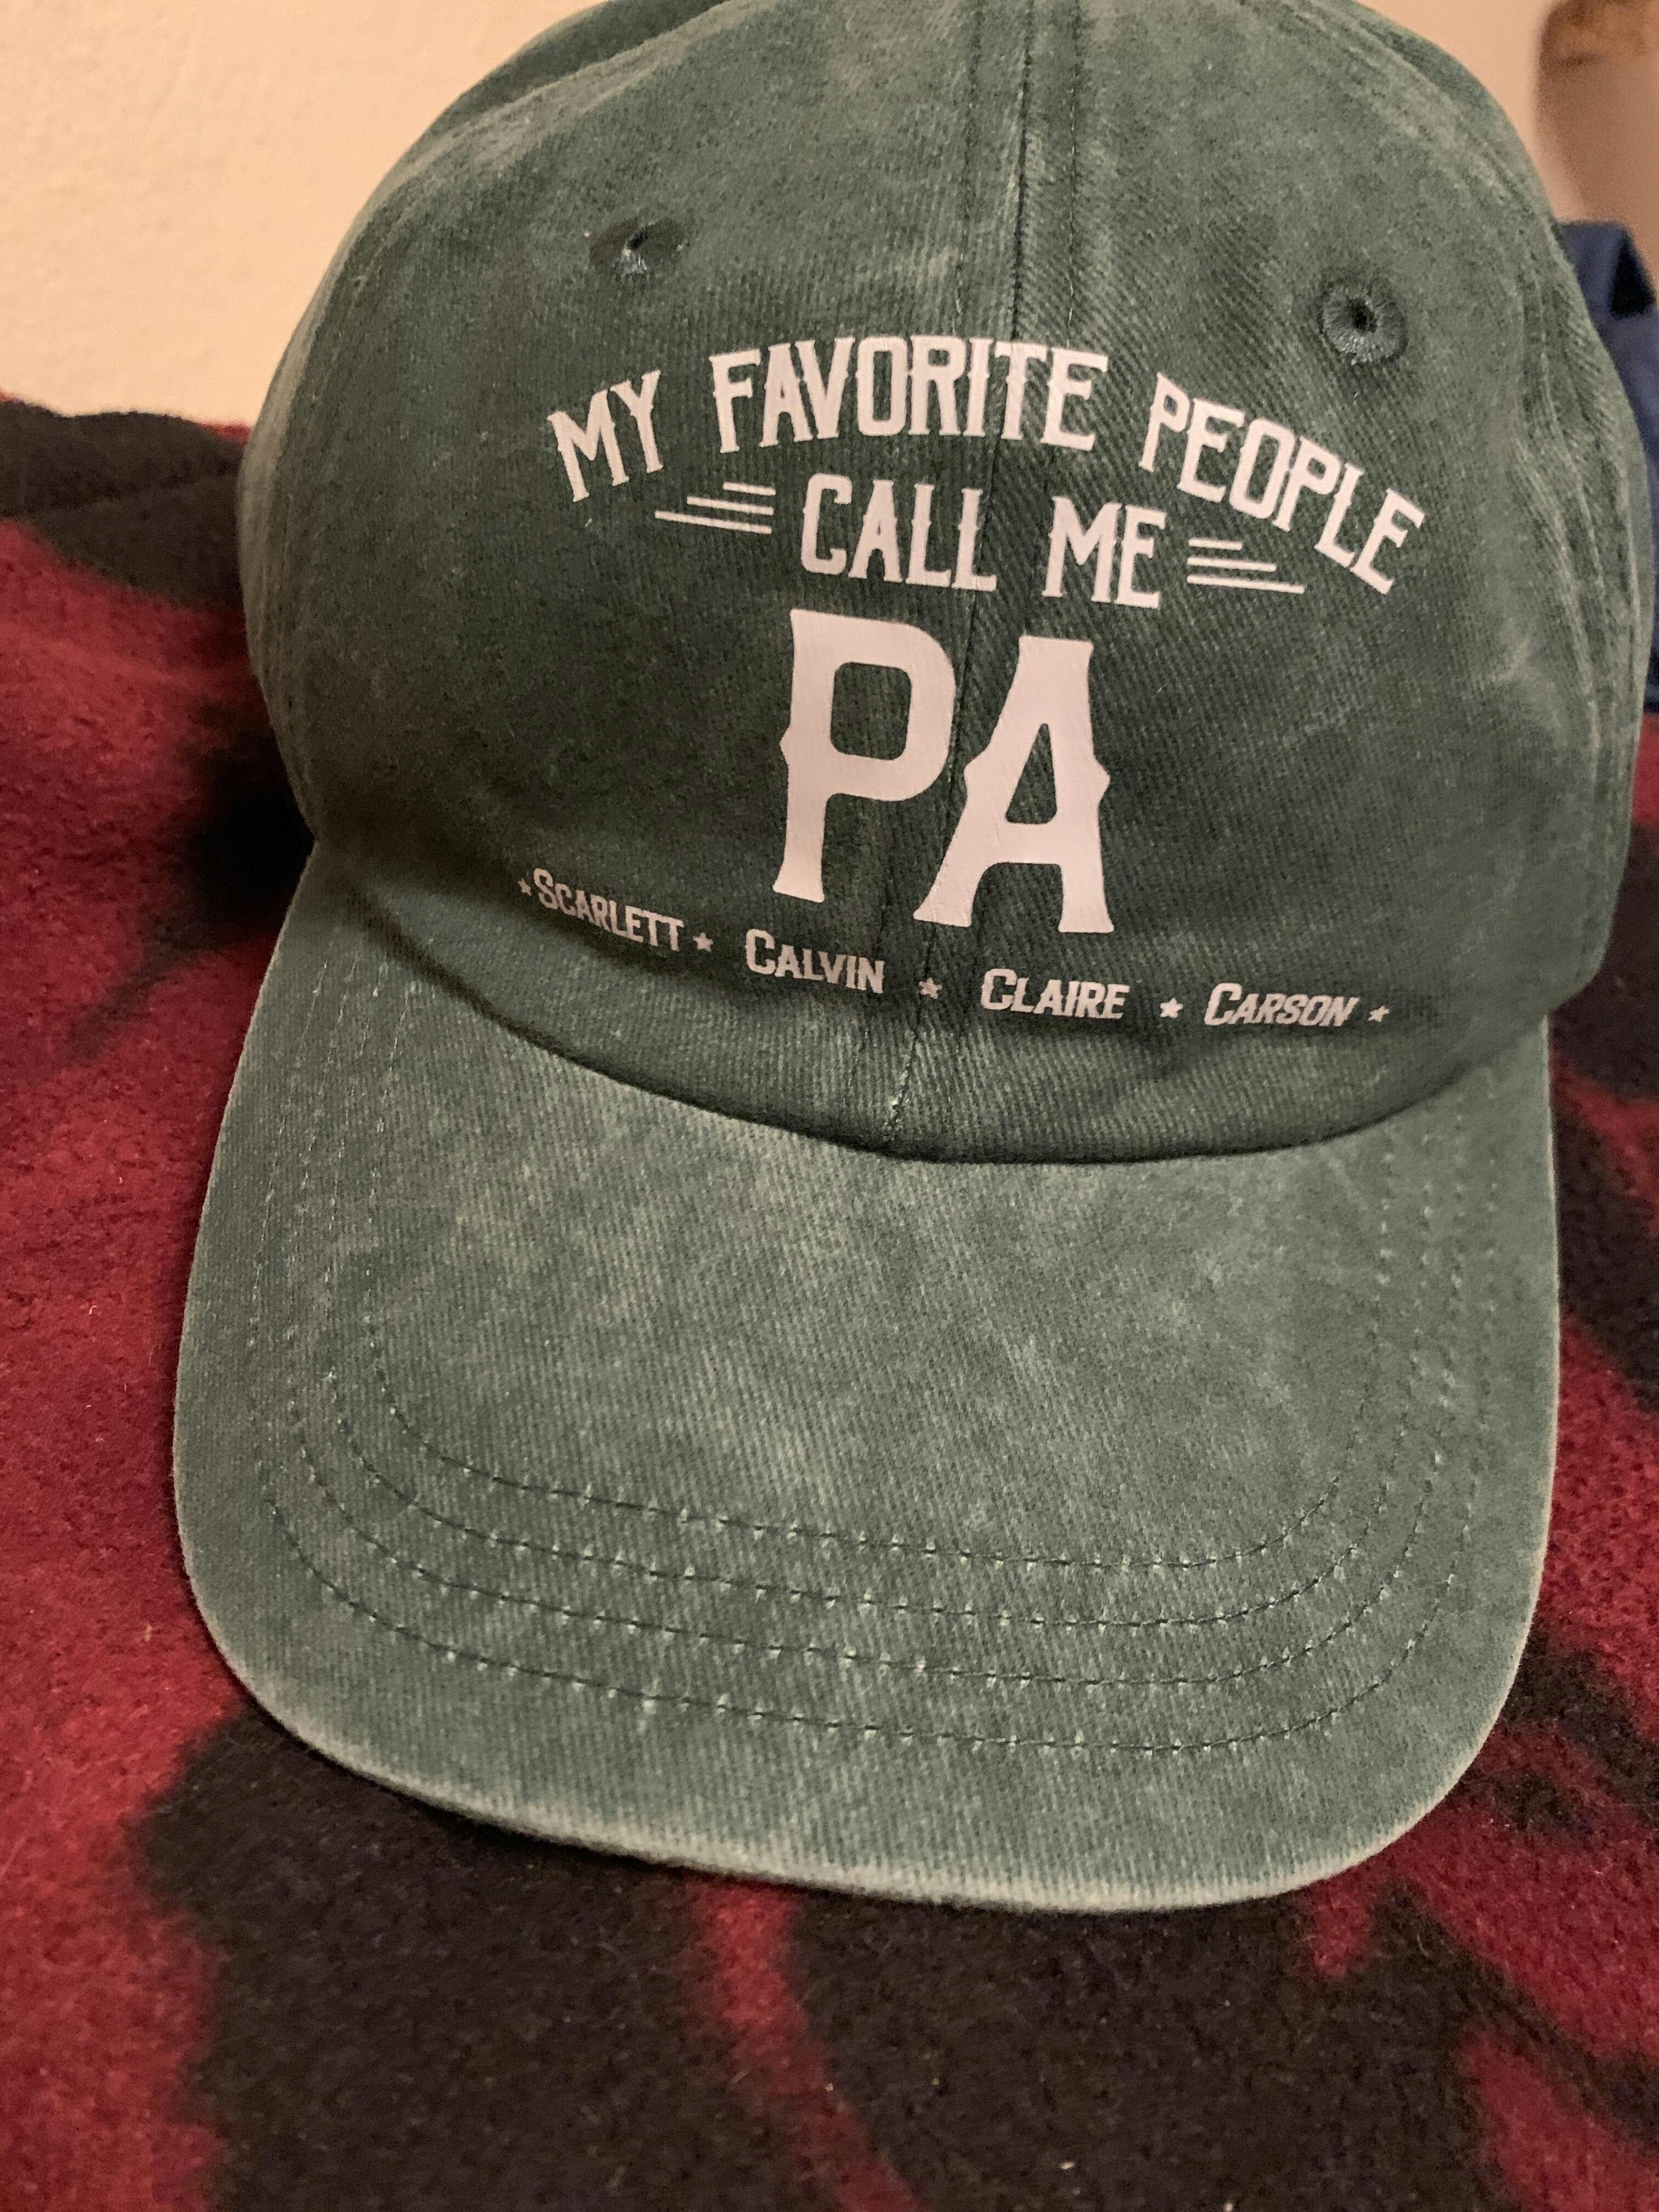 MY FAVORITE PEOPLE
CALL ME
PA
★ SCARLETT ★ CALVIN ★ CLAIRE ★ CARSON ★